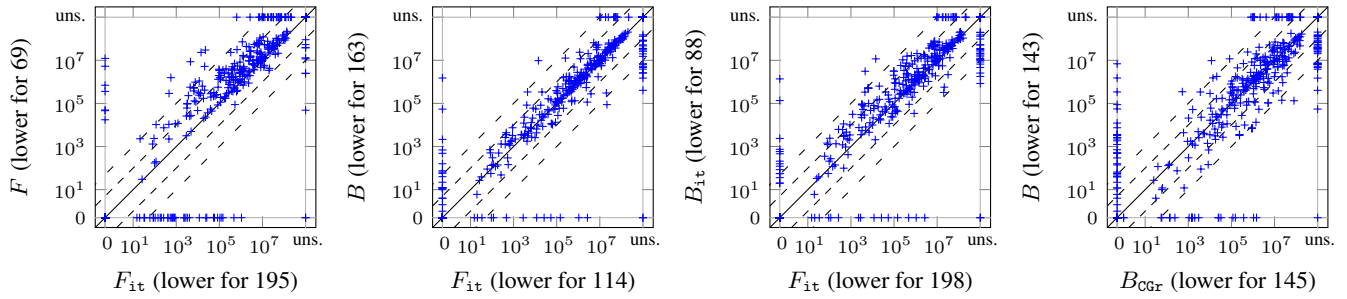 uns.
10^7
10^5
10^3
10^1
0
0 10^1 10^3 10^5 10^7 uns.
F (lower for 69)
F_it (lower for 195)
uns.
10^7
10^5
10^3
10^1
0
0 10^1 10^3 10^5 10^7 uns.
B (lower for 163)
F_it (lower for 114)
uns.
10^7
10^5
10^3
10^1
0
0 10^1 10^3 10^5 10^7 uns.
B_it (lower for 88)
F_it (lower for 198)
uns.
10^7
10^5
10^3
10^1
0
0 10^1 10^3 10^5 10^7 uns.
B (lower for 143)
B_CGr (lower for 145)